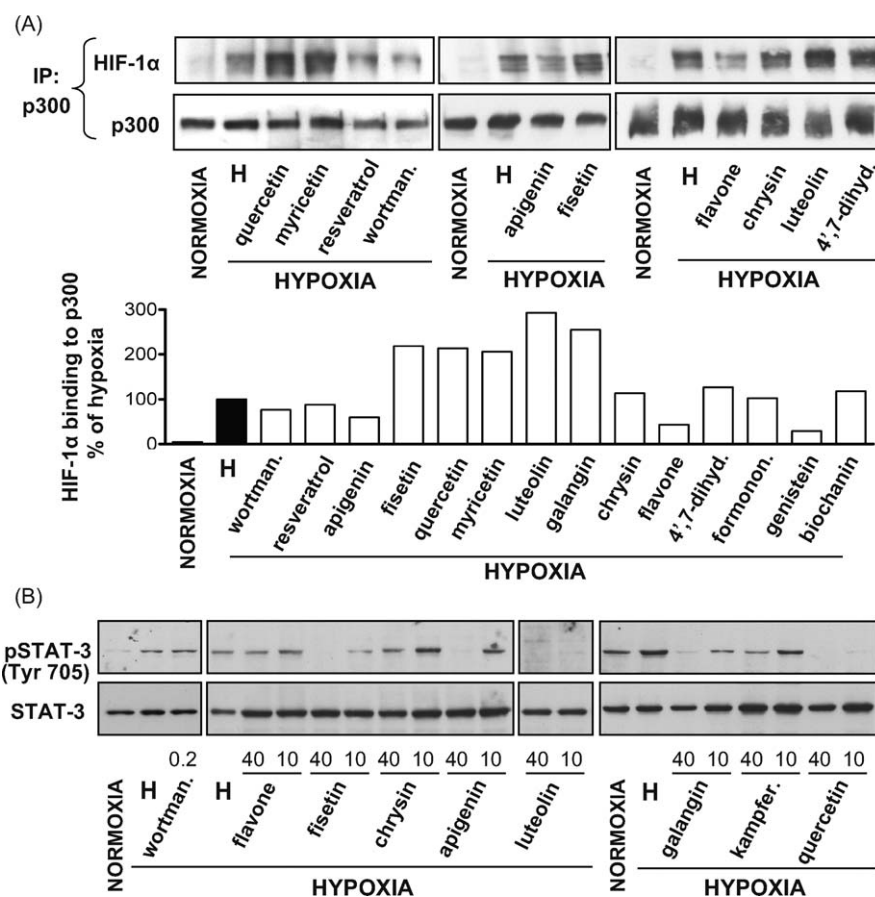 (A)
IP:
p300
HIF-1α
p300
NORMOXIA H quercetin myricetin resveratrol wortman. NORMOXIA H apigenin fisetin NORMOXIA H flavone chrysin luteolin 4',7-dihyd.
HYPOXIA HYPOXIA HYPOXIA
HIF-1α binding to p300
% of hypoxia
300
200
100
0
NORMOXIA H wortman. resveratrol apigenin fisetin quercetin myricetin luteolin galangin chrysin flavone 4',7-dihyd. formonon. genistein biochanin
HYPOXIA
(B)
pSTAT-3
(Tyr 705)
STAT-3
0.2 40 10 40 10 40 10 40 10 40 10 40 10 40 10 40 10
NORMOXIA H wortman. H flavone fisetin chrysin apigenin luteolin NORMOXIA H galangin kampfer. quercetin
HYPOXIA HYPOXIA